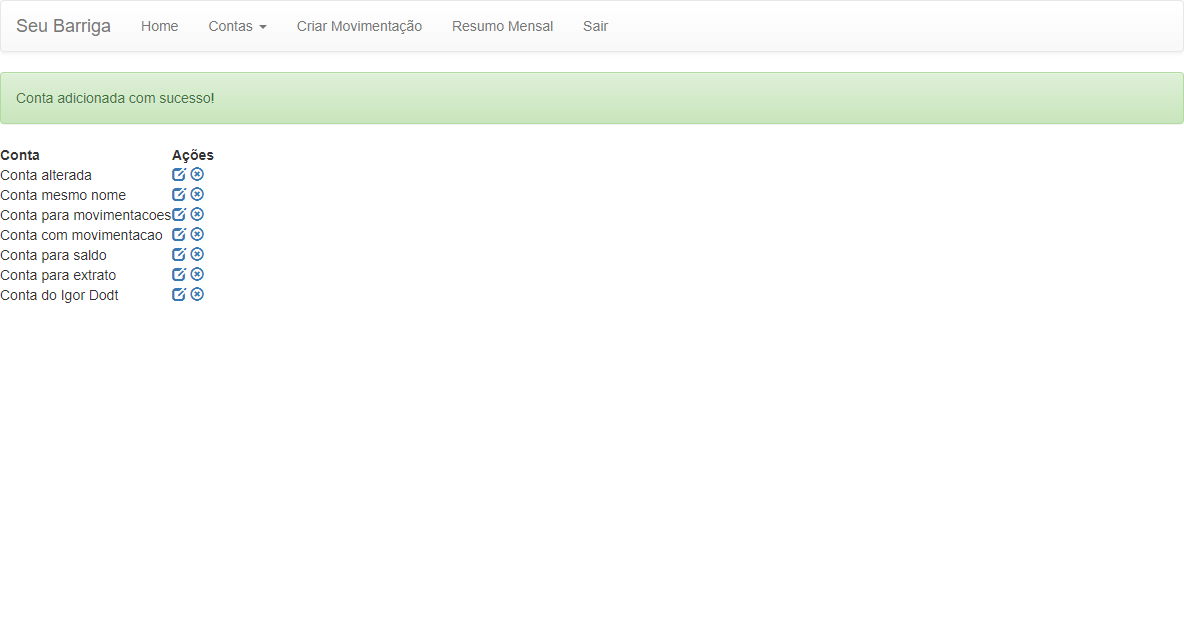 Seu Barriga Home Contas Criar Movimentação Resumo Mensal Sair
Conta adicionada com sucesso!
Conta Ações
Conta alterada
Conta mesmo nome
Conta para movimentacoes
Conta com movimentacao
Conta para saldo
Conta para extrato
Conta do Igor Dodt